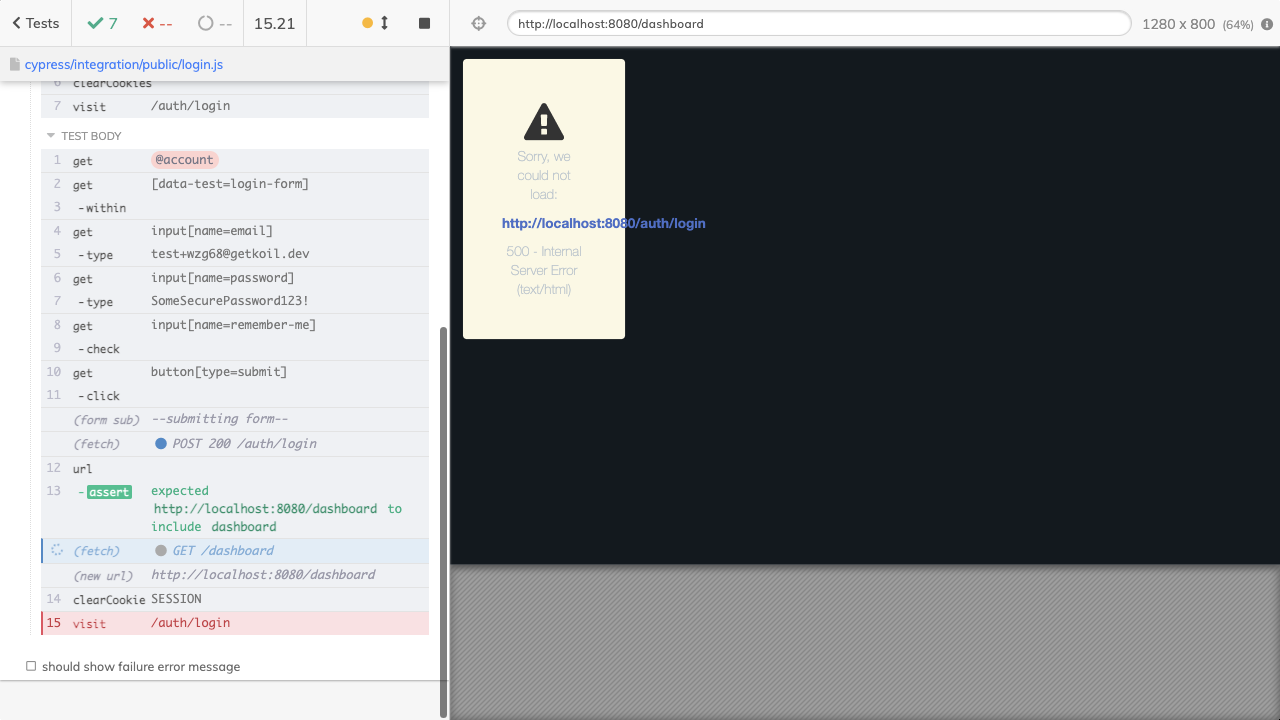 Tests
7
--
--
15.21
http://localhost:8080/dashboard
1280 x 800 (64%)
cypress/integration/public/login.js
6 clearCookies
7 visit /auth/login
TEST BODY
1 get @account
2 get [data-test=login-form]
3 -within
4 get input[name=email]
5 -type test+wzg68@getkoil.dev
6 get input[name=password]
7 -type SomeSecurePassword123!
8 get input[name=remember-me]
9 -check
10 get button[type=submit]
11 -click
(form sub) --submitting form--
(fetch) POST 200 /auth/login
12 url
13 -assert expected
http://localhost:8080/dashboard to
include dashboard
(fetch) GET /dashboard
(new url) http://localhost:8080/dashboard
14 clearCookie SESSION
15 visit /auth/login
should show failure error message
Sorry, we
could not
load:
http://localhost:8080/auth/login
500 - Internal
Server Error
(text/html)